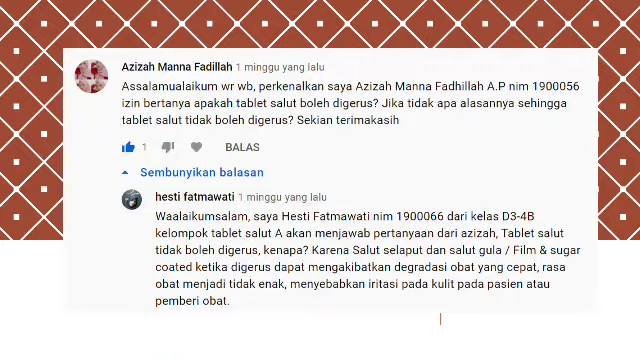 Azizah Manna Fadillah 1 minggu yang lalu
Assalamualaikum wr wb, perkenalkan saya Azizah Manna Fadhillah A.P nim 1900056
izin bertanya apakah tablet salut boleh digerus? Jika tidak apa alasannya sehingga
tablet salut tidak boleh digerus? Sekian terimakasih
1 BALAS
Sembunyikan balasan
hesti fatmawati 1 minggu yang lalu
Waalaikumsalam, saya Hesti Fatmawati nim 1900066 dari kelas D3-4B
kelompok tablet salut A akan menjawab pertanyaan dari azizah, Tablet salut
tidak boleh digerus, kenapa? Karena Salut selaput dan salut gula / Film & sugar
coated ketika digerus dapat mengakibatkan degradasi obat yang cepat, rasa
obat menjadi tidak enak, menyebabkan iritasi pada kulit pada pasien atau
pemberi obat.